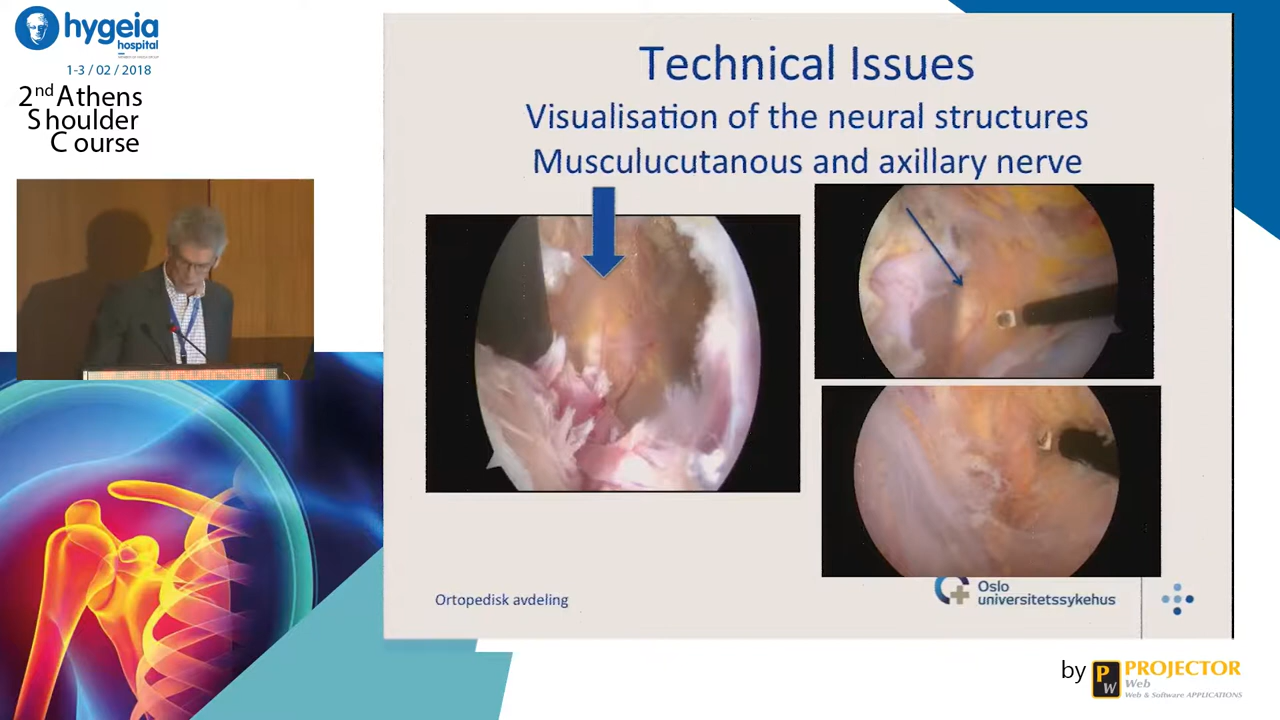 hygeia
hospital
1-3 / 02 / 2018
2nd Athens
Shoulder
Course
Technical Issues
Visualisation of the neural structures
Musculucutanous and axillary nerve
Ortopedisk avdeling
Oslo
universitetssykehus
by PW PROJECTOR
Web
Web & Software APPLICATIONS